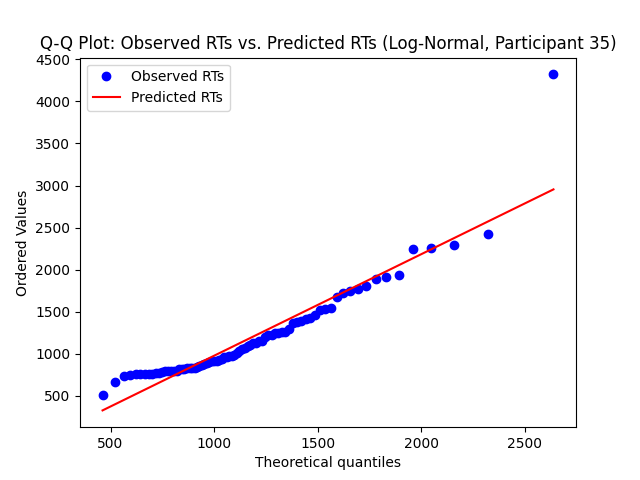 Q-Q Plot: Observed RTs vs. Predicted RTs (Log-Normal, Participant 35)
Observed RTs
Predicted RTs
4500
4000
3500
3000
2500
2000
1500
1000
500
Ordered Values
500 1000 1500 2000 2500
Theoretical quantiles